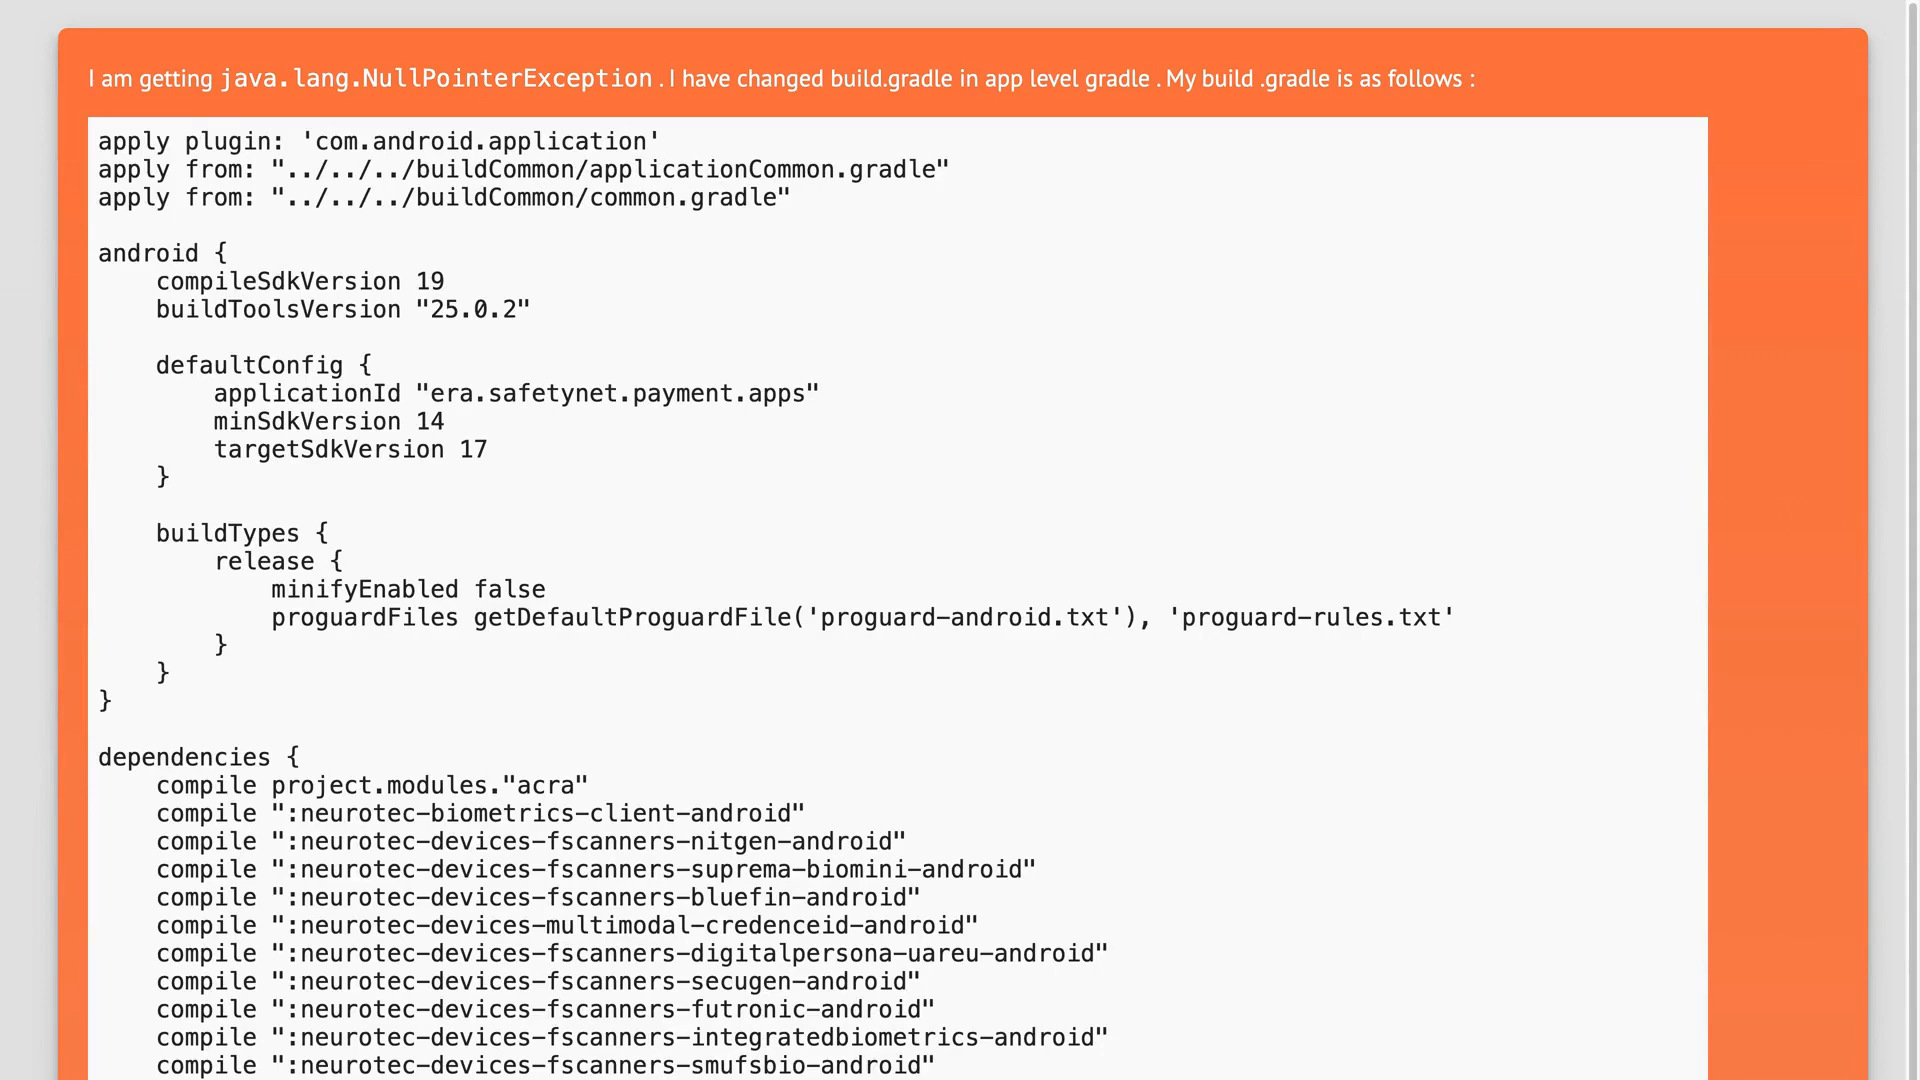 I am getting java.lang.NullPointerException . I have changed build.gradle in app level gradle . My build .gradle is as follows :
apply plugin: 'com.android.application'
apply from: "../../../buildCommon/applicationCommon.gradle"
apply from: "../../../buildCommon/common.gradle"
android {
compileSdkVersion 19
buildToolsVersion "25.0.2"
defaultConfig {
applicationId "era.safetynet.payment.apps"
minSdkVersion 14
targetSdkVersion 17
}
buildTypes {
release {
minifyEnabled false
proguardFiles getDefaultProguardFile('proguard-android.txt'), 'proguard-rules.txt'
}
}
}
dependencies {
compile project.modules."acra"
compile ":neurotec-biometrics-client-android"
compile ":neurotec-devices-fscanners-nitgen-android"
compile ":neurotec-devices-fscanners-suprema-biomini-android"
compile ":neurotec-devices-fscanners-bluefin-android"
compile ":neurotec-devices-multimodal-credenceid-android"
compile ":neurotec-devices-fscanners-digitalpersona-uareu-android"
compile ":neurotec-devices-fscanners-secugen-android"
compile ":neurotec-devices-fscanners-futronic-android"
compile ":neurotec-devices-fscanners-integratedbiometrics-android"
compile ":neurotec-devices-fscanners-smufsbio-android"